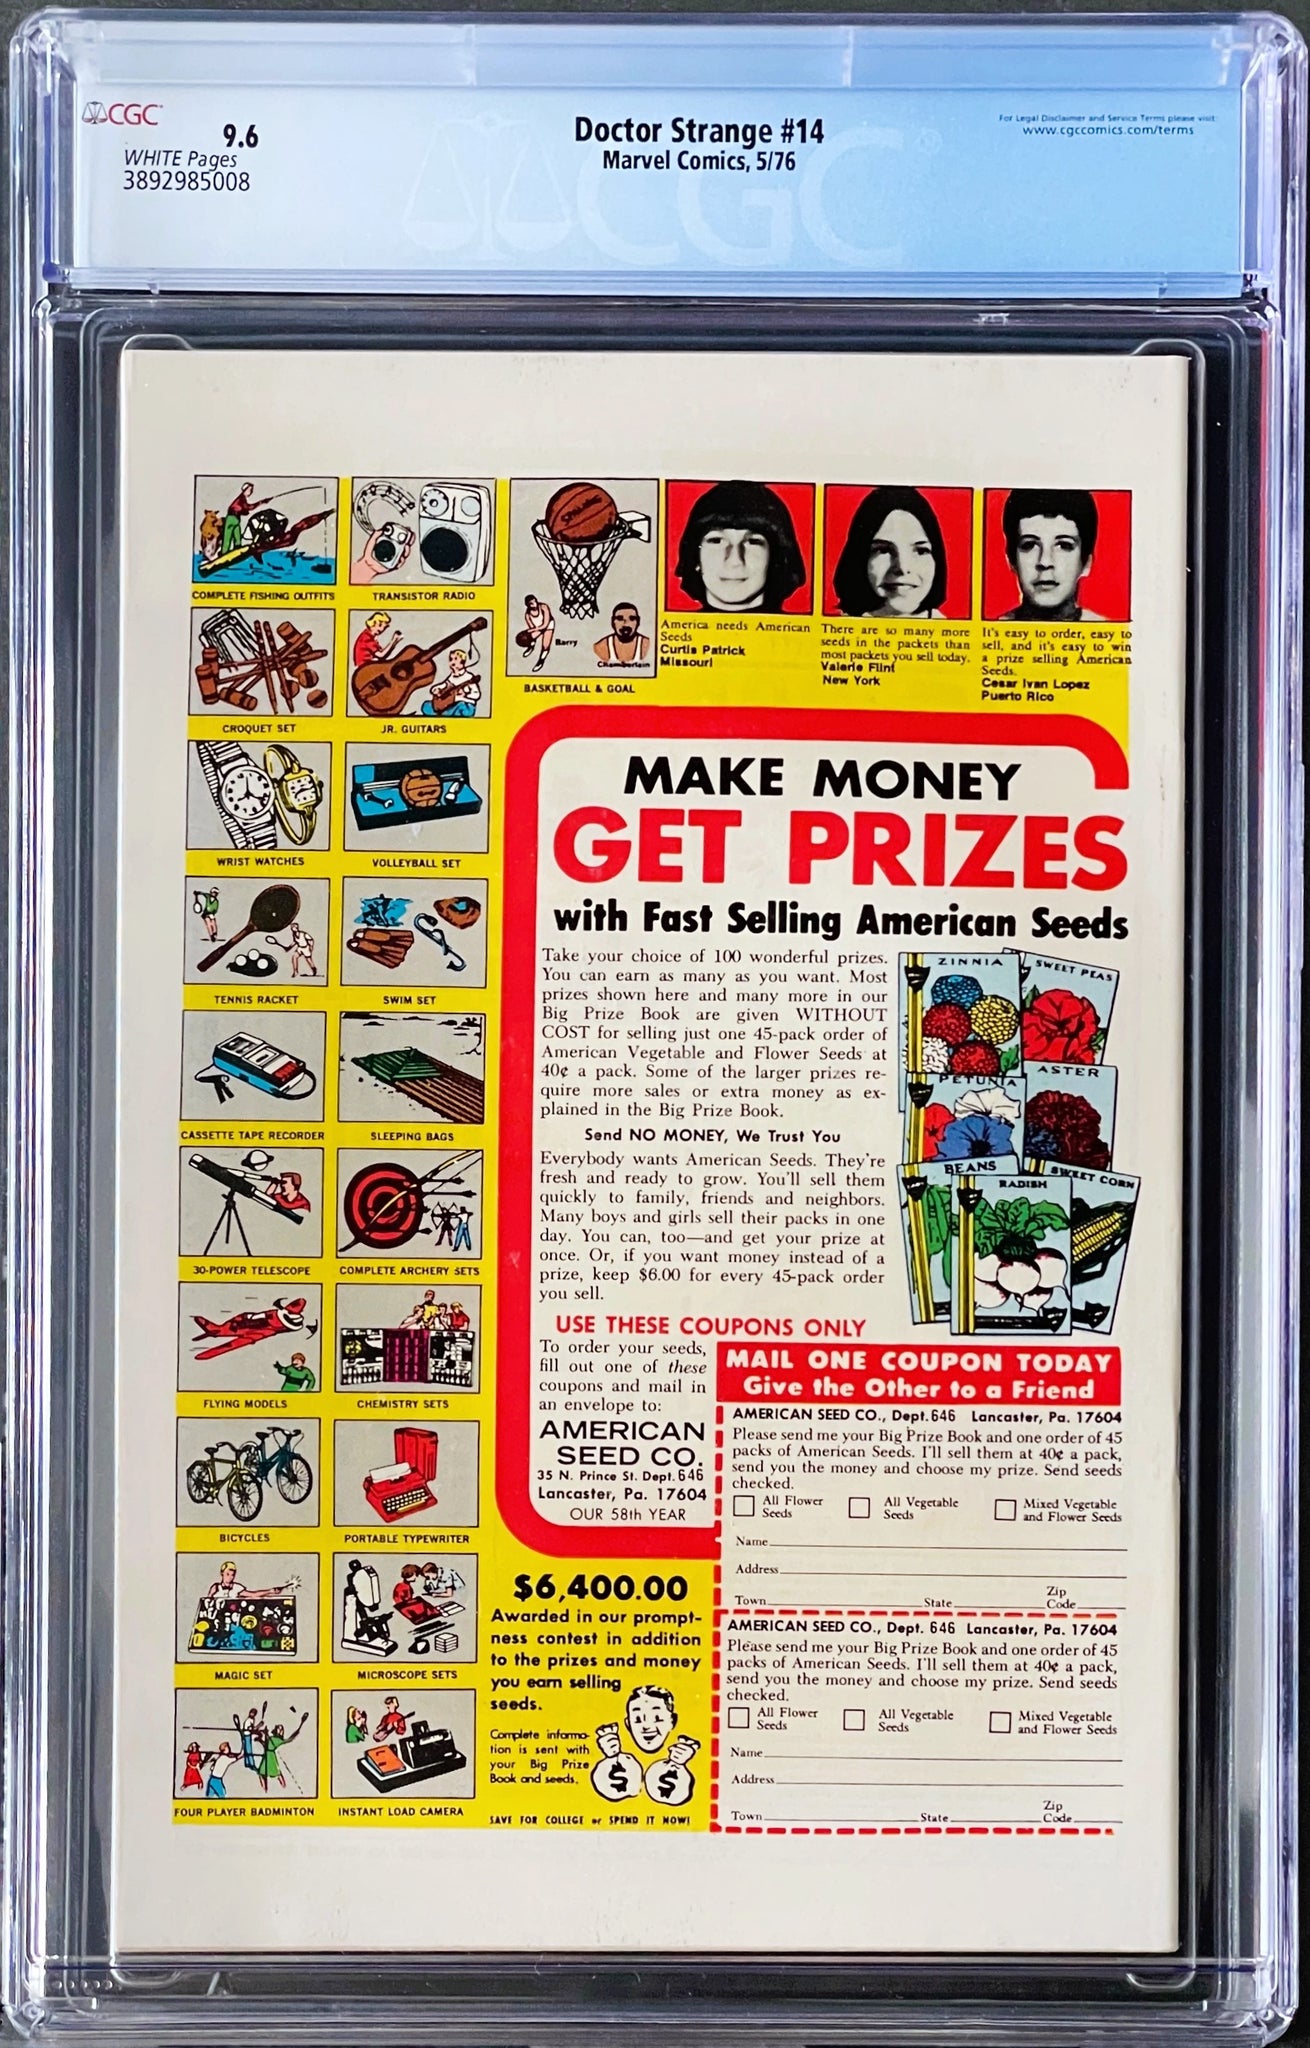 CGC
9.6
WHITE Pages
3892985008
Doctor Strange #14
Marvel Comics, 5/76
For Legal Disclaimer and Service Terms please visit:
www.cgccomics.com/terms
CGC
COMPLETE FISHING OUTFITS
TRANSISTOR RADIO
CROQUET SET
JR. GUITARS
WRIST WATCHES
VOLLEYBALL SET
TENNIS RACKET
SWIM SET
CASSETTE TAPE RECORDER
SLEEPING BAGS
30-POWER TELESCOPE
COMPLETE ARCHERY SETS
FLYING MODELS
CHEMISTRY SETS
BICYCLES
PORTABLE TYPEWRITER
MAGIC SET
MICROSCOPE SETS
FOUR PLAYER BADMINTON
INSTANT LOAD CAMERA
Spalding
Barry
Chamberlain
BASKETBALL & GOAL
America needs American
Seeds
Curtis Patrick
Missouri
There are so many more
seeds in the packets than
most packets you sell today.
Valerie Flint
New York
It's easy to order, easy to
sell, and it's easy to win
a prize selling American
Seeds.
Cesar Ivan Lopez
Puerto Rico
MAKE MONEY
GET PRIZES
with Fast Selling American Seeds
Take your choice of 100 wonderful prizes.
You can earn as many as you want. Most
prizes shown here and many more in our
Big Prize Book are given WITHOUT
COST for selling just one 45-pack order of
American Vegetable and Flower Seeds at
40¢ a pack. Some of the larger prizes re-
quire more sales or extra money as ex-
plained in the Big Prize Book.
Send NO MONEY, We Trust You
Everybody wants American Seeds. They're
fresh and ready to grow. You'll sell them
quickly to family, friends and neighbors.
Many boys and girls sell their packs in one
day. You can, too—and get your prize at
once. Or, if you want money instead of a
prize, keep $6.00 for every 45-pack order
you sell.
ZINNIA
SWEET PEAS
PETUNIA
ASTER
BEANS
RADISH
SWEET CORN
USE THESE COUPONS ONLY
To order your seeds,
fill out one of these
coupons and mail in
an envelope to:
AMERICAN
SEED CO.
35 N. Prince St. Dept. 646
Lancaster, Pa. 17604
OUR 58th YEAR
MAIL ONE COUPON TODAY
Give the Other to a Friend
AMERICAN SEED CO., Dept. 646 Lancaster, Pa. 17604
Please send me your Big Prize Book and one order of 45
packs of American Seeds. I'll sell them at 40¢ a pack,
send you the money and choose my prize. Send seeds
checked.
All Flower
Seeds
All Vegetable
Seeds
Mixed Vegetable
and Flower Seeds
Name
Address
Town State Zip Code
AMERICAN SEED CO., Dept. 646 Lancaster, Pa. 17604
Please send me your Big Prize Book and one order of 45
packs of American Seeds. I'll sell them at 40¢ a pack,
send you the money and choose my prize. Send seeds
checked.
All Flower
Seeds
All Vegetable
Seeds
Mixed Vegetable
and Flower Seeds
Name
Address
Town State Zip Code
$6,400.00
Awarded in our prompt-
ness contest in addition
to the prizes and money
you earn selling
seeds.
Complete informa-
tion is sent with
your Big Prize
Book and seeds.
$ $
SAVE FOR COLLEGE or SPEND IT NOW!